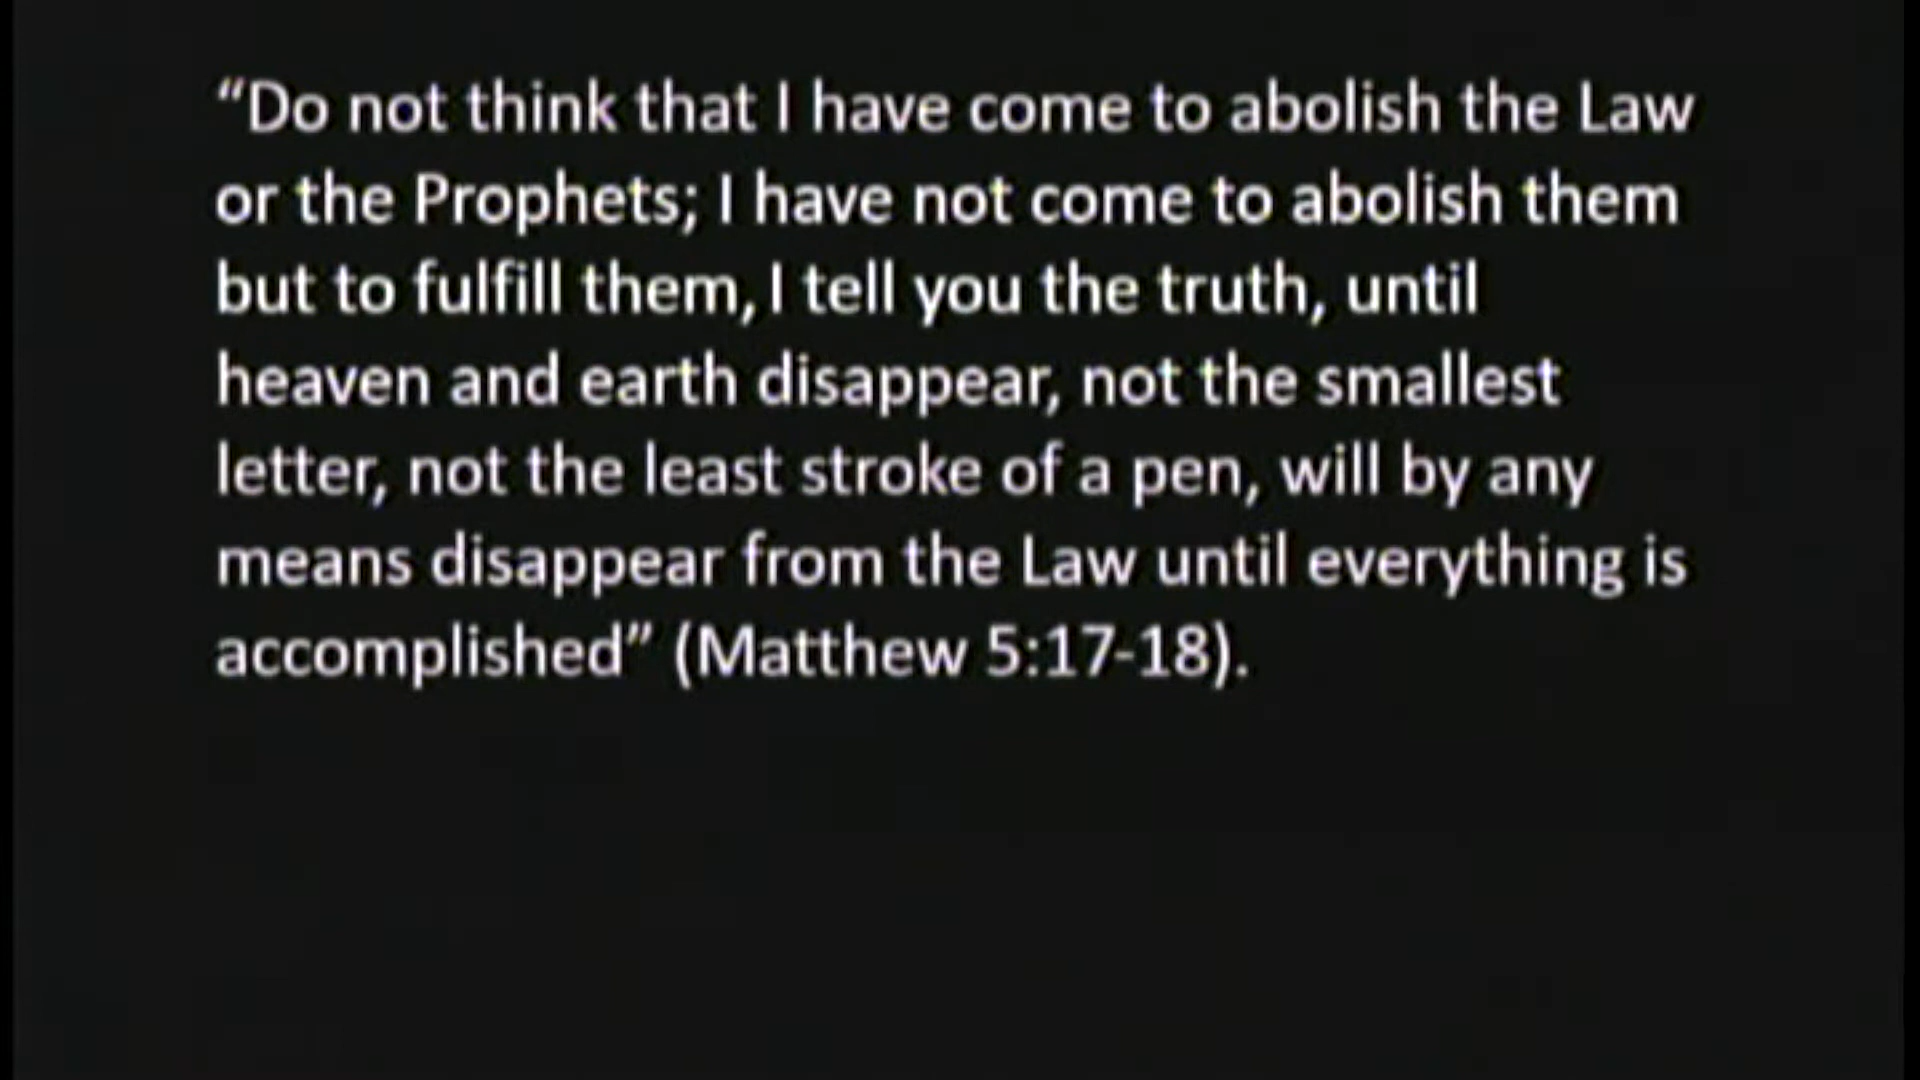 “Do not think that I have come to abolish the Law
or the Prophets; I have not come to abolish them
but to fulfill them, I tell you the truth, until
heaven and earth disappear, not the smallest
letter, not the least stroke of a pen, will by any
means disappear from the Law until everything is
accomplished” (Matthew 5:17-18).